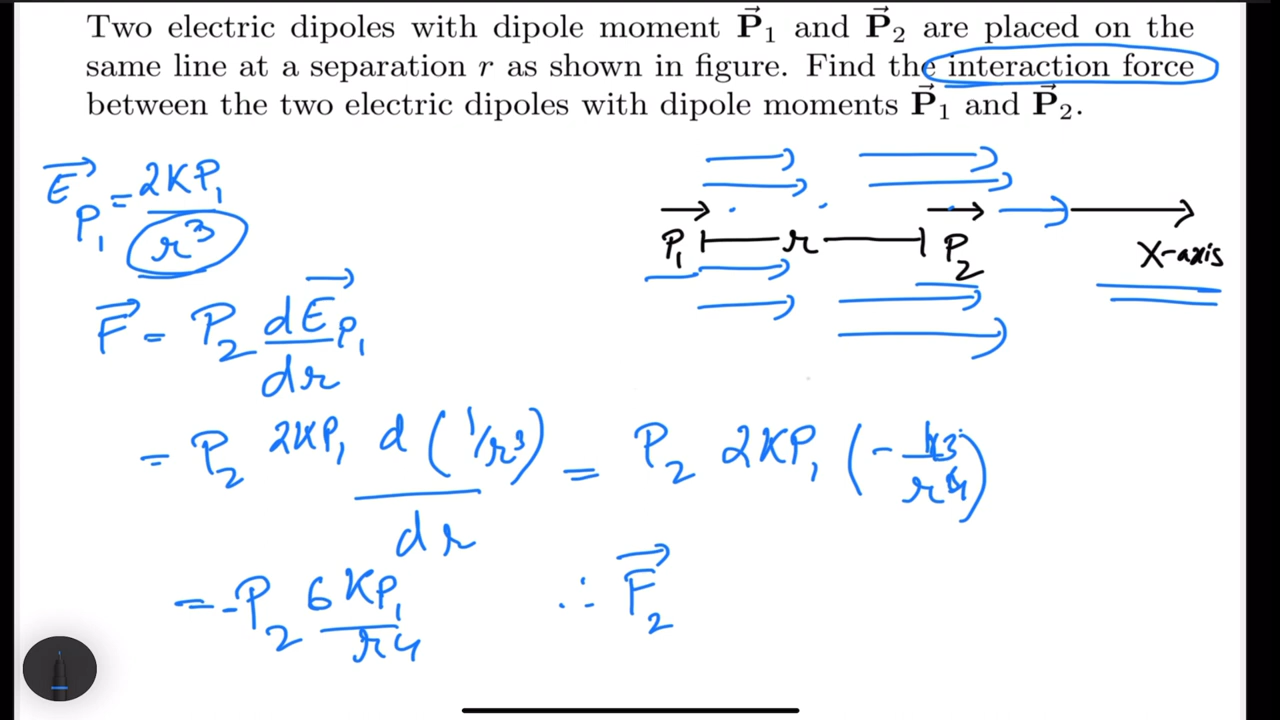 Two electric dipoles with dipole moment P⃗₁ and P⃗₂ are placed on the
same line at a separation r as shown in figure. Find the interaction force
between the two electric dipoles with dipole moments P⃗₁ and P⃗₂.
E⃗_P₁ = 2KP₁ / r³
P₁ r P₂ X-axis
F⃗ = P₂ dE⃗_P₁ / dr
= P₂ 2KP₁ d(1/r³) / dr = P₂ 2KP₁ (-3/r⁴)
= -P₂ 6KP₁ / r4 ∴ F⃗₂